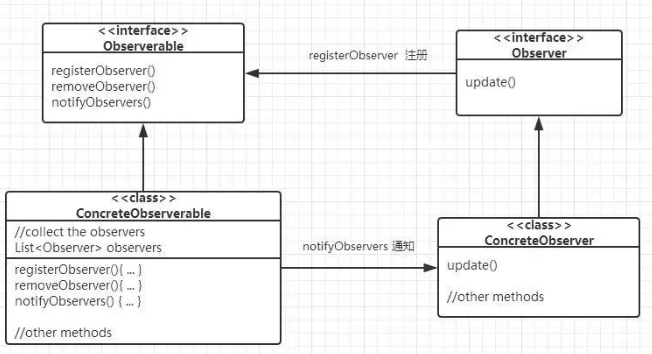 <<interface>>
Observerable
registerObserver()
removeObserver()
notifyObservers()
registerObserver 注册
<<interface>>
Observer
update()
<<class>>
ConcreteObserverable
//collect the observers
List<Observer> observers
registerObserver(){ ... }
removeObserver(){ ... }
notifyObservers() { ... }
//other methods
notifyObservers 通知
<<class>>
ConcreteObserver
update()
//other methods